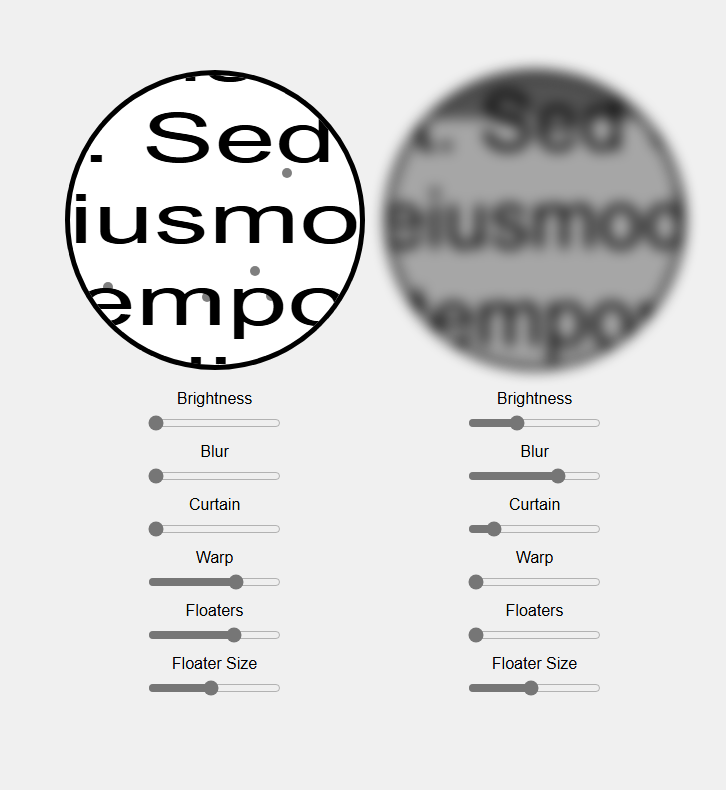 . Sed
iusmo
empo
. Sed
eiusmod
tempor
Brightness
Blur
Curtain
Warp
Floaters
Floater Size
Brightness
Blur
Curtain
Warp
Floaters
Floater Size